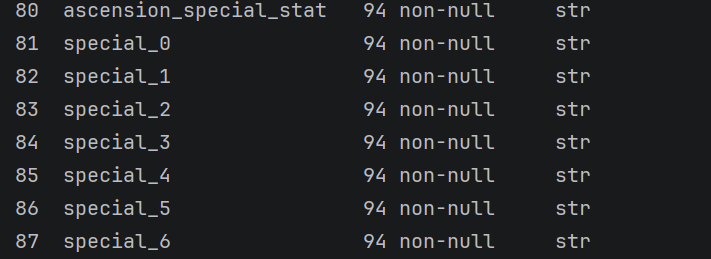 80  ascension_special_stat   94 non-null     str
81  special_0                94 non-null     str
82  special_1                94 non-null     str
83  special_2                94 non-null     str
84  special_3                94 non-null     str
85  special_4                94 non-null     str
86  special_5                94 non-null     str
87  special_6                94 non-null     str